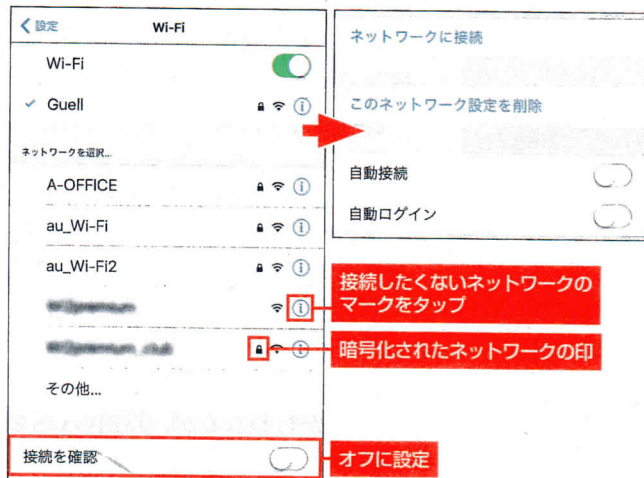 設定
Wi-Fi
Wi-Fi
Guell
ネットワークを選択...
A-OFFICE
au_Wi-Fi
au_Wi-Fi2
その他...
接続を確認
ネットワークに接続
このネットワーク設定を削除
自動接続
自動ログイン
接続したくないネットワークの
マークをタップ
暗号化されたネットワークの印
オフに設定